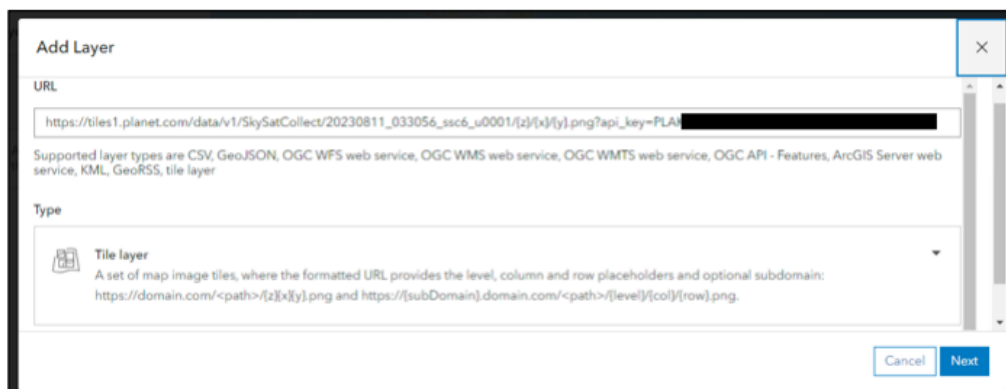 Add Layer
URL
https://tiles1.planet.com/data/v1/SkySatCollect/20230811_033056_ssc6_u0001/{z}/{x}/{y}.png?api_key=PLAK
Supported layer types are CSV, GeoJSON, OGC WFS web service, OGC WMS web service, OGC WMTS web service, OGC API - Features, ArcGIS Server web
service, KML, GeoRSS, tile layer
Type
Tile layer
A set of map image tiles, where the formatted URL provides the level, column and row placeholders and optional subdomain:
https://domain.com/<path>/{z}{x}{y}.png and https://{subDomain}.domain.com/<path>/{level}/{col}/{row}.png.
Cancel
Next